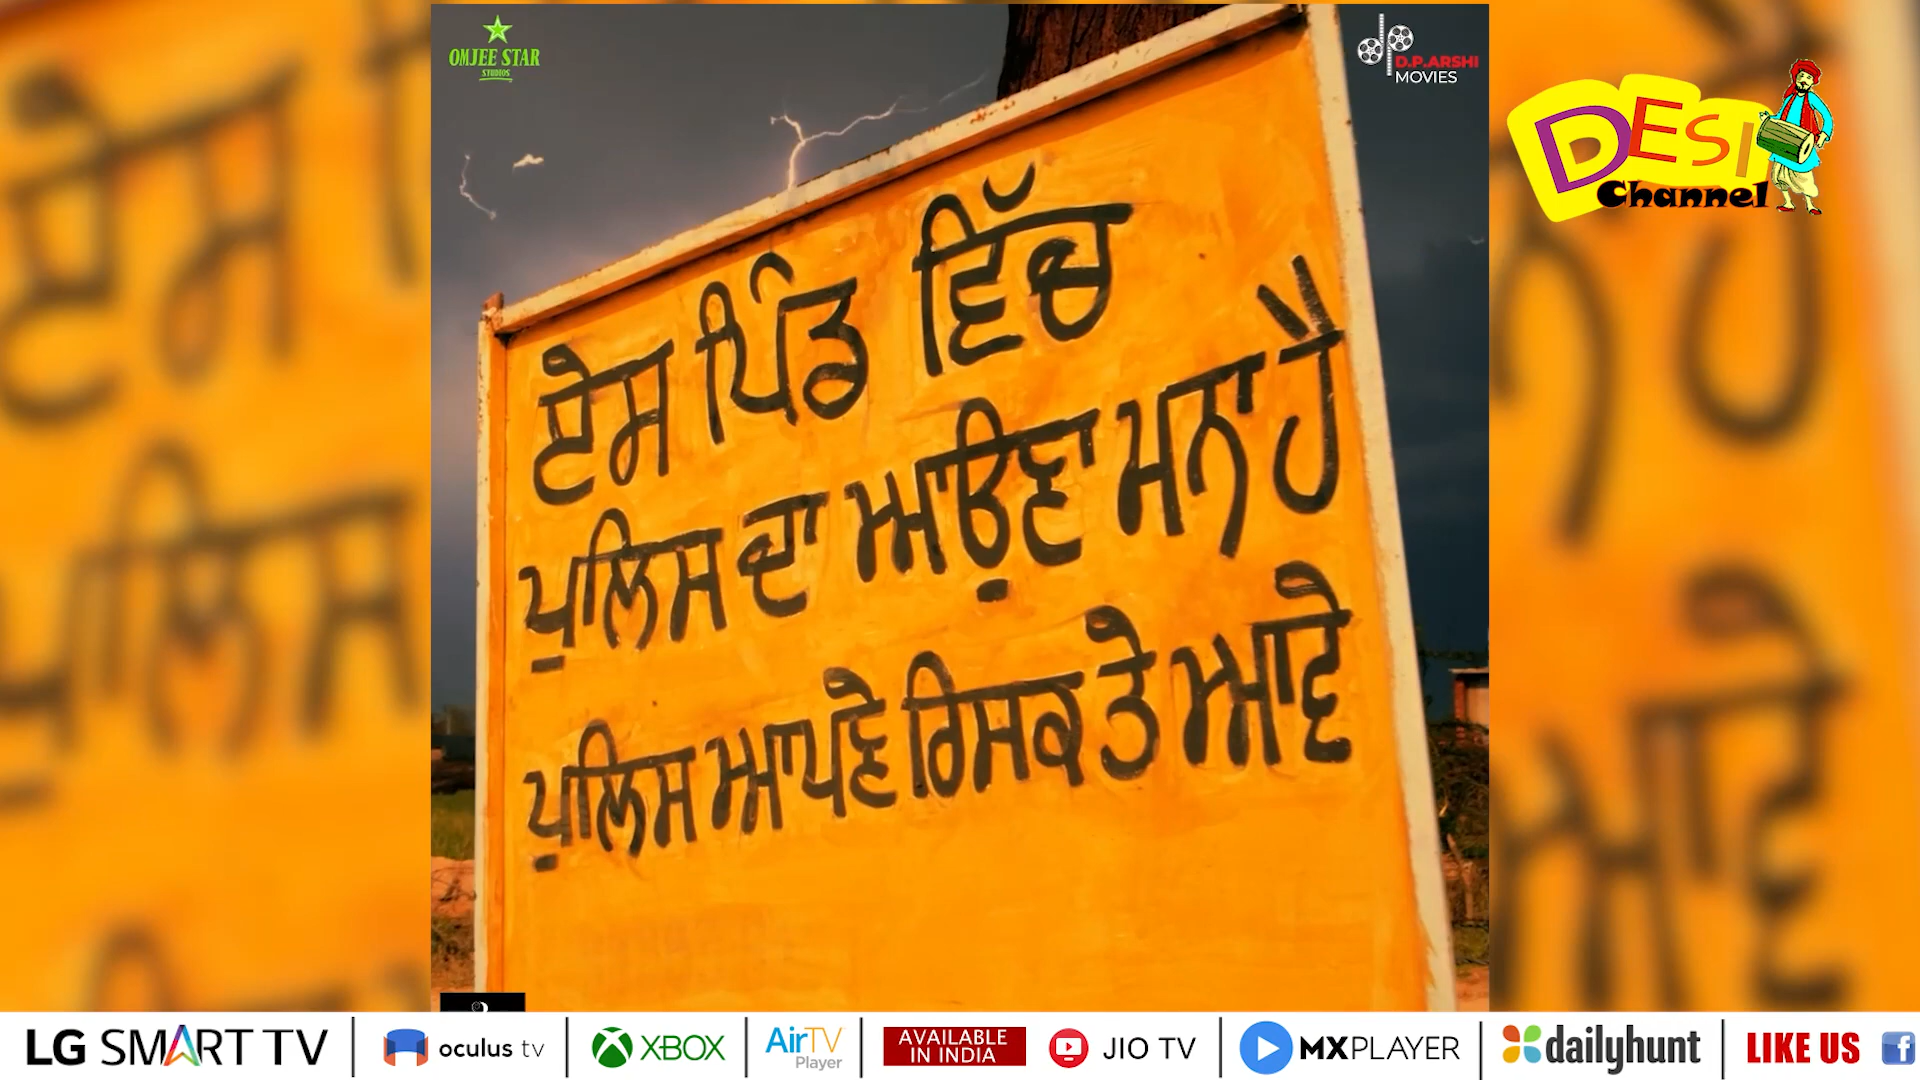 OMJEE STAR
STUDIOS
D.P.ARSHI
MOVIES
DESI
Channel
ਏਸ ਪਿੰਡ ਵਿੱਚ
ਪੁਲਿਸ ਦਾ ਆਉਣਾ ਮਨਾ ਹੈ
ਪੁਲਿਸ ਆਪਣੇ ਰਿਸਕ ਤੇ ਆਵੇ
LG SMART TV
oculus tv
XBOX
AirTV
Player
AVAILABLE
IN INDIA
JIO TV
MXPLAYER
dailyhunt
LIKE US
f